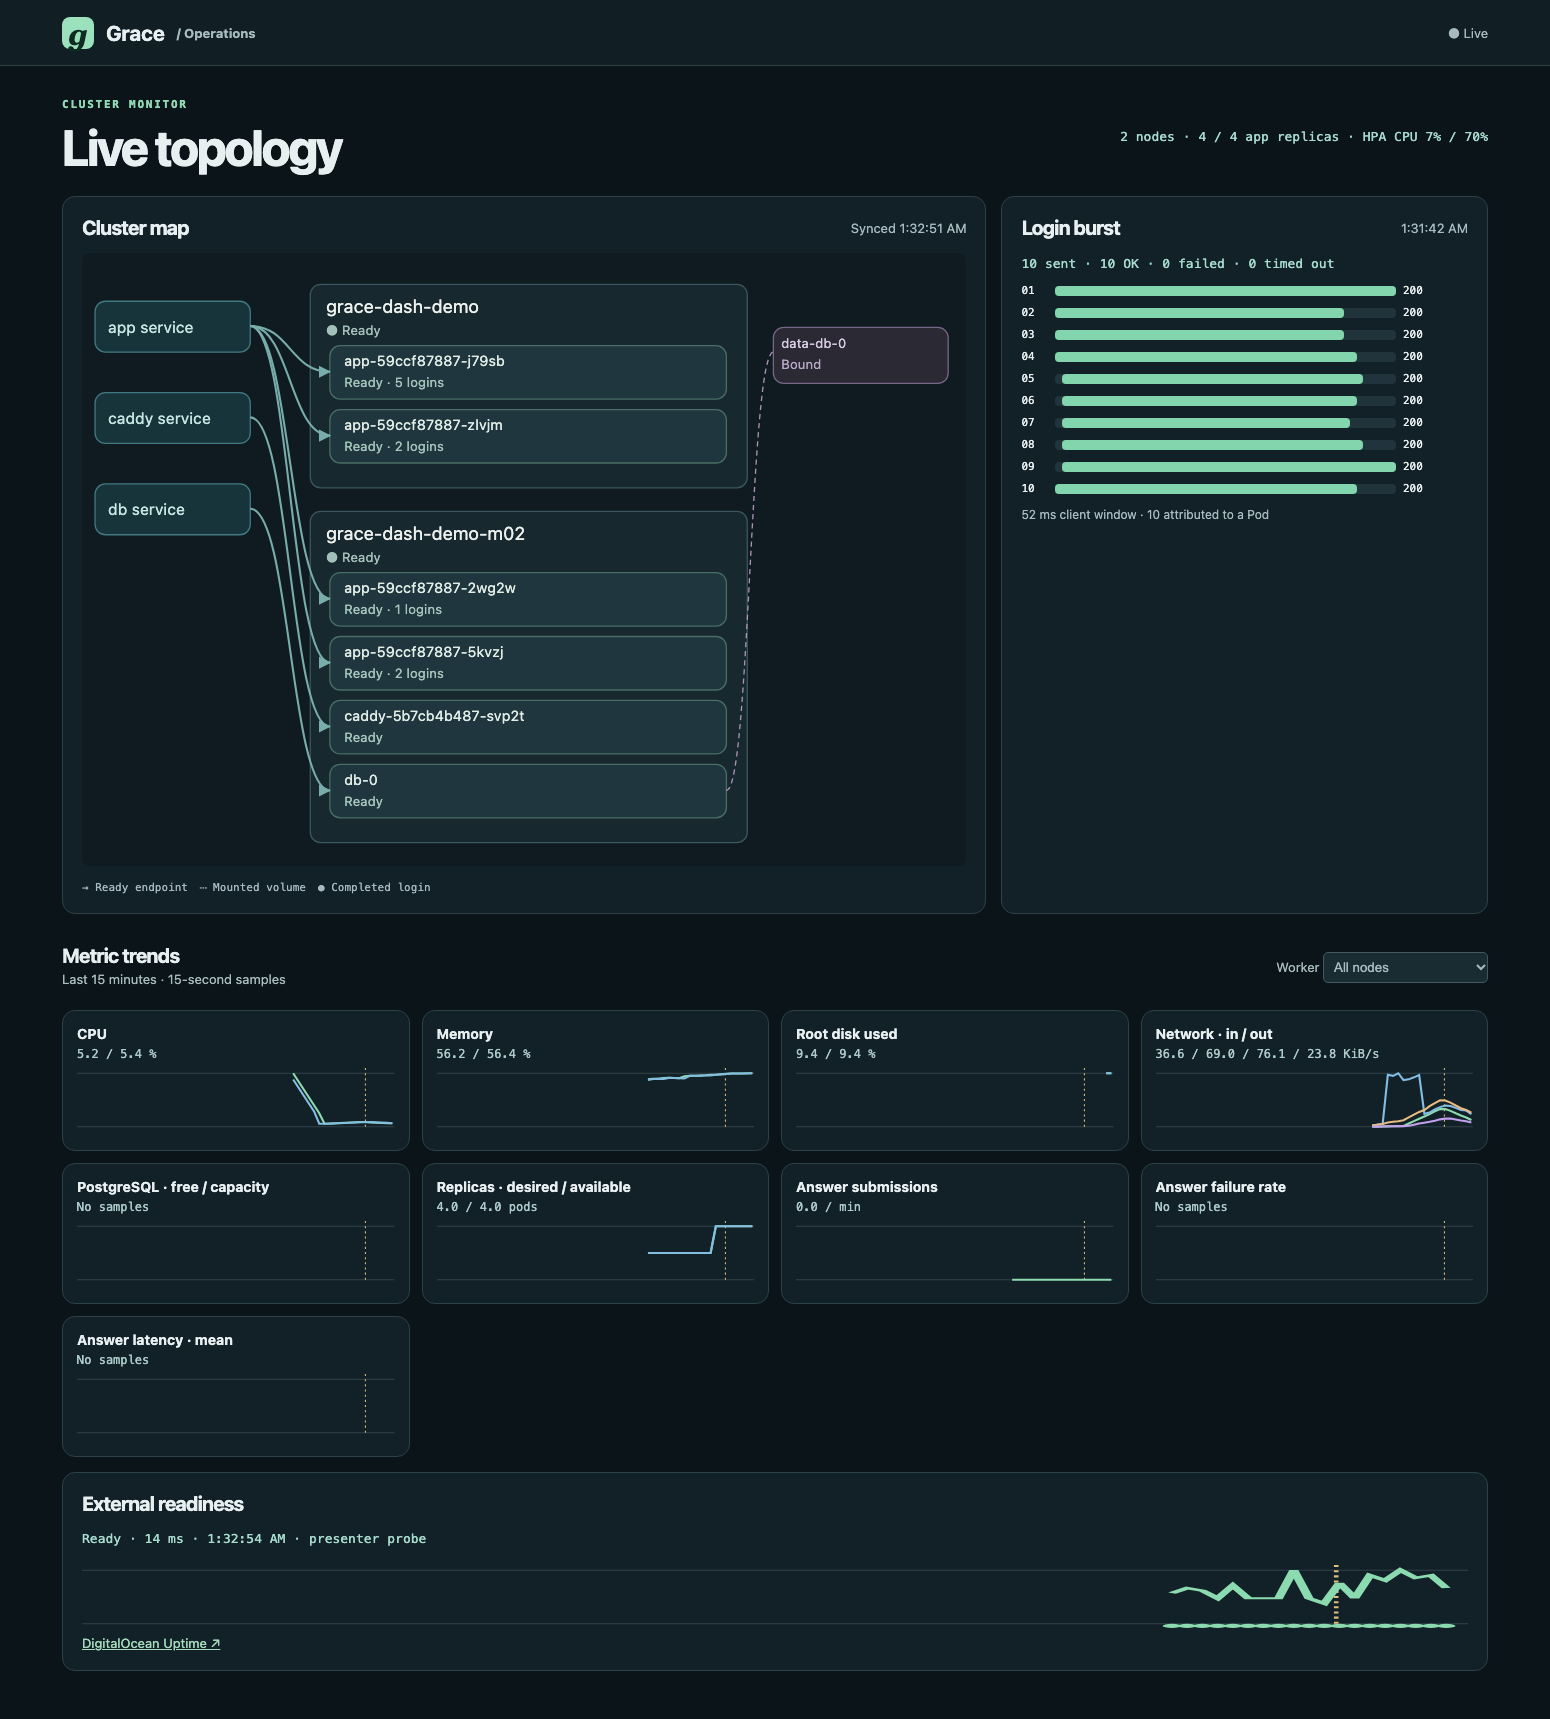 g Grace / Operations
Live
CLUSTER MONITOR
Live topology
2 nodes · 4 / 4 app replicas · HPA CPU 7% / 70%
Cluster map
Synced 1:32:51 AM
app service
caddy service
db service
grace-dash-demo
Ready
app-59ccf87887-j79sb
Ready · 5 logins
app-59ccf87887-zlvjm
Ready · 2 logins
grace-dash-demo-m02
Ready
app-59ccf87887-2wg2w
Ready · 1 logins
app-59ccf87887-5kvzj
Ready · 2 logins
caddy-5b7cb4b487-svp2t
Ready
db-0
Ready
data-db-0
Bound
→ Ready endpoint ┄ Mounted volume ● Completed login
Login burst
1:31:42 AM
10 sent · 10 OK · 0 failed · 0 timed out
01 200
02 200
03 200
04 200
05 200
06 200
07 200
08 200
09 200
10 200
52 ms client window · 10 attributed to a Pod
Metric trends
Last 15 minutes · 15-second samples
Worker All nodes
CPU
5.2 / 5.4 %
Memory
56.2 / 56.4 %
Root disk used
9.4 / 9.4 %
Network · in / out
36.6 / 69.0 / 76.1 / 23.8 KiB/s
PostgreSQL · free / capacity
No samples
Replicas · desired / available
4.0 / 4.0 pods
Answer submissions
0.0 / min
Answer failure rate
No samples
Answer latency · mean
No samples
External readiness
Ready · 14 ms · 1:32:54 AM · presenter probe
DigitalOcean Uptime ↗